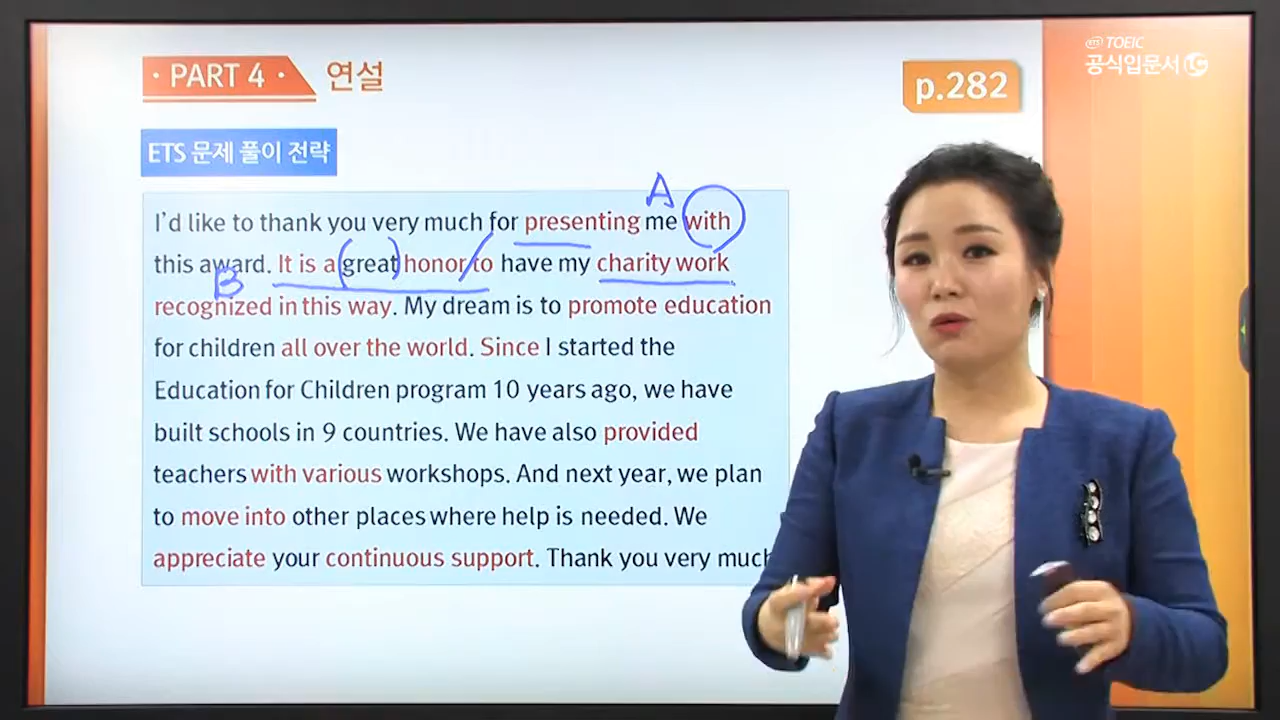 · PART 4 · 연설
ETS TOEIC
공식입문서 LC
p.282
ETS 문제 풀이 전략
A
I'd like to thank you very much for presenting me with
this award. It is a (great) honor / to have my charity work
B
recognized in this way. My dream is to promote education
for children all over the world. Since I started the
Education for Children program 10 years ago, we have
built schools in 9 countries. We have also provided
teachers with various workshops. And next year, we plan
to move into other places where help is needed. We
appreciate your continuous support. Thank you very much